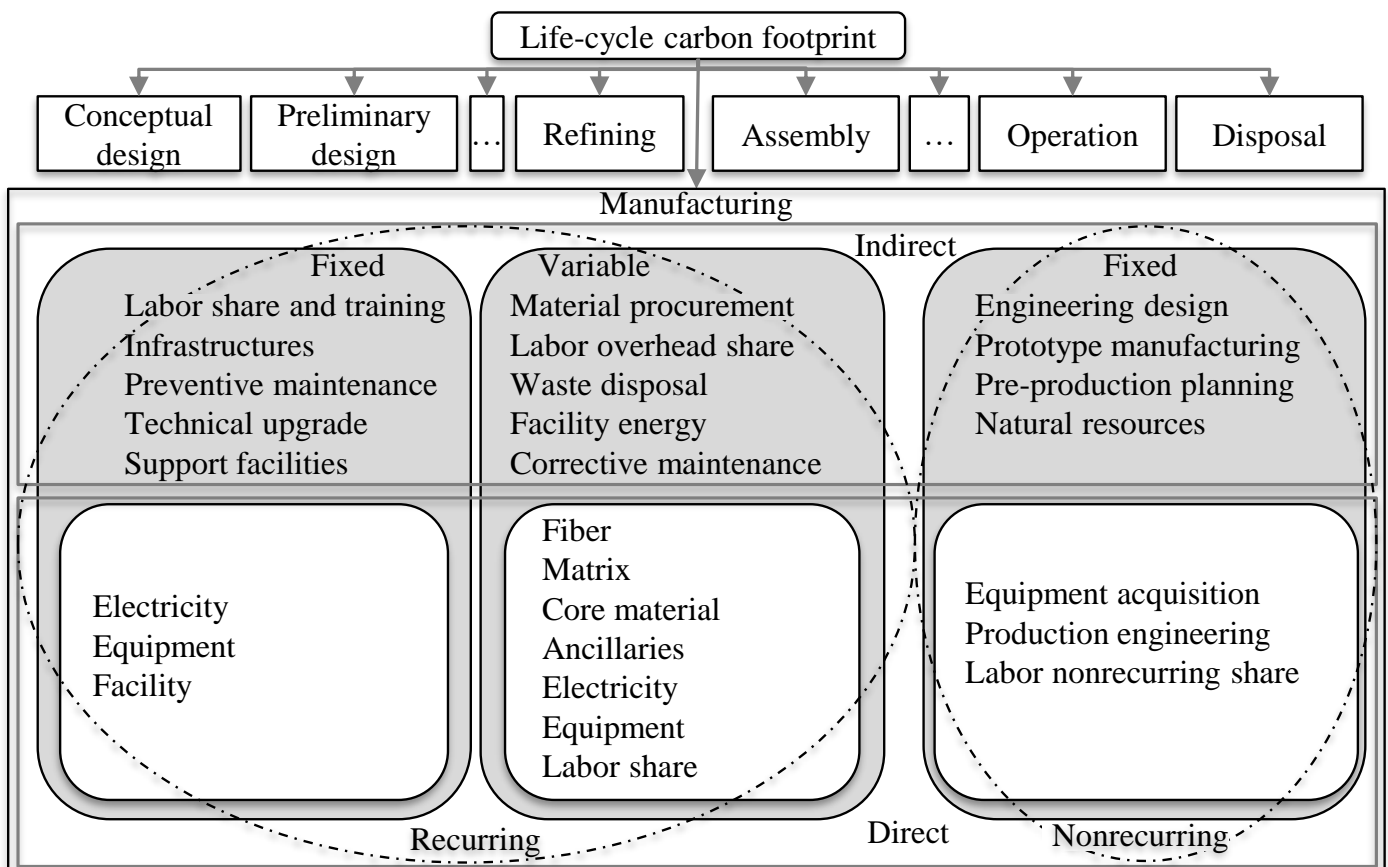 Life-cycle carbon footprint
Conceptual
design
Preliminary
design
…
Refining
Assembly
…
Operation
Disposal
Manufacturing
Indirect
Fixed
Labor share and training
Infrastructures
Preventive maintenance
Technical upgrade
Support facilities
Variable
Material procurement
Labor overhead share
Waste disposal
Facility energy
Corrective maintenance
Fixed
Engineering design
Prototype manufacturing
Pre-production planning
Natural resources
Electricity
Equipment
Facility
Fiber
Matrix
Core material
Ancillaries
Electricity
Equipment
Labor share
Equipment acquisition
Production engineering
Labor nonrecurring share
Recurring
Direct
Nonrecurring